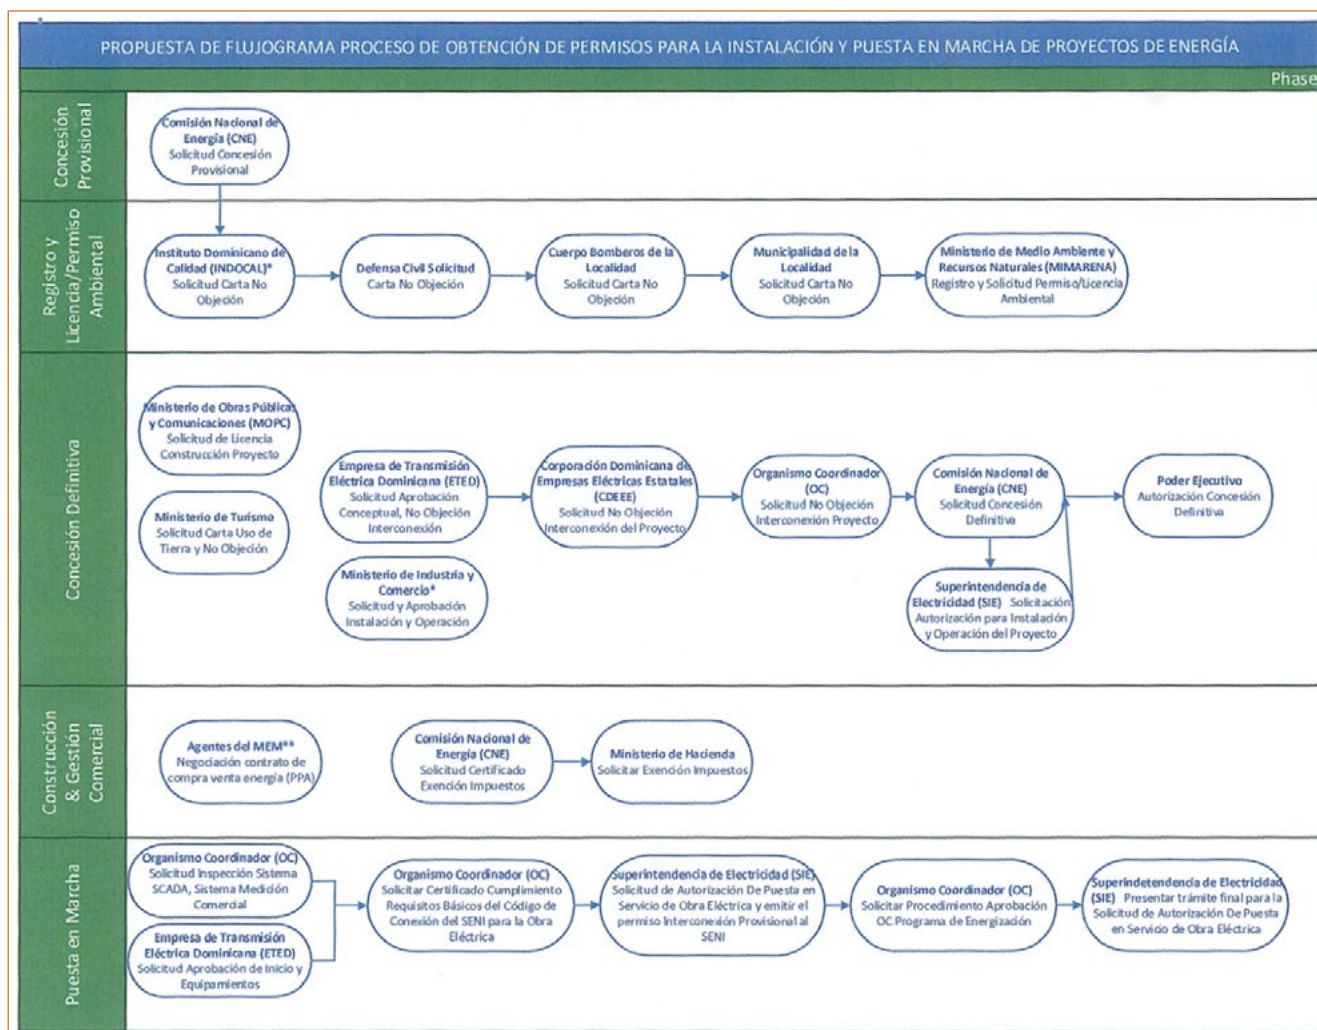 PROPUESTA DE FLUJOGRAMA PROCESO DE OBTENCIÓN DE PERMISOS PARA LA INSTALACIÓN Y PUESTA EN MARCHA DE PROYECTOS DE ENERGÍA
Phase
Concesión
Provisional
Comisión Nacional de
Energía (CNE)
Solicitud Concesión
Provisional
Registro y
Licencia/Permiso
Ambiental
Instituto Dominicano de
Calidad (INDOCAL)*
Solicitud Carta No
Objeción
Defensa Civil Solicitud
Carta No Objeción
Cuerpo Bomberos de la
Localidad
Solicitud Carta No
Objeción
Municipalidad de la
Localidad
Solicitud Carta No
Objeción
Ministerio de Medio Ambiente y
Recursos Naturales (MIMARENA)
Registro y Solicitud Permiso/Licencia
Ambiental
Concesión Definitiva
Ministerio de Obras Públicas
y Comunicaciones (MOPC)
Solicitud de Licencia
Construcción Proyecto
Ministerio de Turismo
Solicitud Carta Uso de
Tierra y No Objeción
Empresa de Transmisión
Eléctrica Dominicana (ETED)
Solicitud Aprobación
Conceptual, No Objeción
Interconexión
Ministerio de Industria y
Comercio*
Solicitud y Aprobación
Instalación y Operación
Corporación Dominicana de
Empresas Eléctricas Estatales
(CDEEE)
Solicitud No Objeción
Interconexión del Proyecto
Organismo Coordinador
(OC)
Solicitud No Objeción
Interconexión Proyecto
Comisión Nacional de
Energía (CNE)
Solicitud Concesión
Definitiva
Superintendencia de
Electricidad (SIE) Solicitación
Autorización para Instalación
y Operación del Proyecto
Poder Ejecutivo
Autorización Concesión
Definitiva
Construcción
& Gestión
Comercial
Agentes del MEM**
Negociación contrato de
compra venta energía (PPA)
Comisión Nacional de
Energía (CNE)
Solicitud Certificado
Exención Impuestos
Ministerio de Hacienda
Solicitar Exención Impuestos
Puesta en Marcha
Organismo Coordinador (OC)
Solicitud Inspección Sistema
SCADA, Sistema Medición
Comercial
Empresa de Transmisión
Eléctrica Dominicana (ETED)
Solicitud Aprobación de Inicio y
Equipamientos
Organismo Coordinador (OC)
Solicitar Certificado Cumplimiento
Requisitos Básicos del Código de
Conexión del SENI para la Obra
Eléctrica
Superintendencia de Electricidad (SIE)
Solicitud de Autorización De Puesta en
Servicio de Obra Eléctrica y emitir el
permiso Interconexión Provisional al
SENI
Organismo Coordinador (OC)
Solicitar Procedimiento Aprobación
OC Programa de Energización
Superindetendencia de Electricidad
(SIE) Presentar trámite final para la
Solicitud de Autorización De Puesta
en Servicio de Obra Eléctrica